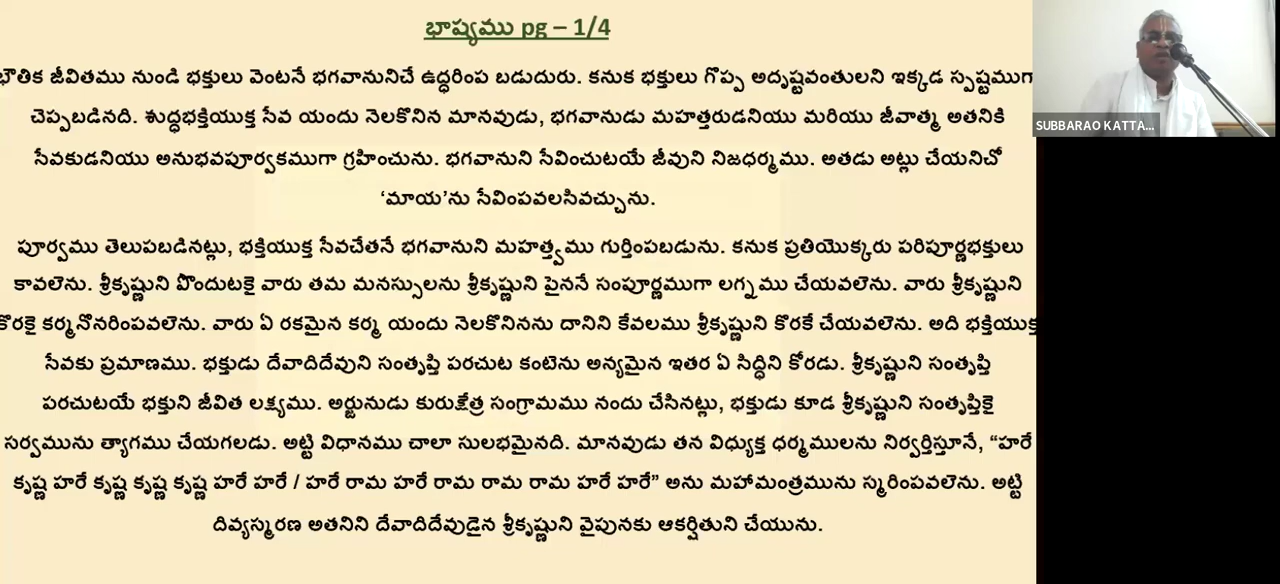 భాష్యము pg – 1/4
భౌతిక జీవితము నుండి భక్తులు వెంటనే భగవానునిచే ఉద్ధరింప బడుదురు. కనుక భక్తులు గొప్ప అదృష్టవంతులని ఇక్కడ స్పష్టముగా
చెప్పబడినది. శుద్ధభక్తియుక్త సేవ యందు నెలకొనిన మానవుడు, భగవానుడు మహత్తరుడనియు మరియు జీవాత్మ అతనికి
సేవకుడనియు అనుభవపూర్వకముగా గ్రహించును. భగవానుని సేవించుటయే జీవుని నిజధర్మము. అతడు అట్లు చేయనిచో
‘మాయ’ను సేవింపవలసివచ్చును.
పూర్వము తెలుపబడినట్లు, భక్తియుక్త సేవచేతనే భగవానుని మహత్త్వము గుర్తింపబడును. కనుక ప్రతియొక్కరు పరిపూర్ణభక్తులు
కావలెను. శ్రీకృష్ణుని పొందుటకై వారు తమ మనస్సులను శ్రీకృష్ణుని పైననే సంపూర్ణముగా లగ్నము చేయవలెను. వారు శ్రీకృష్ణుని
కొరకై కర్మనొనరింపవలెను. వారు ఏ రకమైన కర్మ యందు నెలకొనినను దానిని కేవలము శ్రీకృష్ణుని కొరకే చేయవలెను. అది భక్తియుక్త
సేవకు ప్రమాణము. భక్తుడు దేవాదిదేవుని సంతృప్తి పరచుట కంటెను అన్యమైన ఇతర ఏ సిద్ధిని కోరడు. శ్రీకృష్ణుని సంతృప్తి
పరచుటయే భక్తుని జీవిత లక్ష్యము. అర్జునుడు కురుక్షేత్ర సంగ్రామము నందు చేసినట్లు, భక్తుడు కూడ శ్రీకృష్ణుని సంతృప్తికై
సర్వమును త్యాగము చేయగలడు. అట్టి విధానము చాలా సులభమైనది. మానవుడు తన విధ్యుక్త ధర్మములను నిర్వర్తిస్తూనే, “హరే
కృష్ణ హరే కృష్ణ కృష్ణ కృష్ణ హరే హరే / హరే రామ హరే రామ రామ రామ హరే హరే” అను మహామంత్రమును స్మరింపవలెను. అట్టి
దివ్యస్మరణ అతనిని దేవాదిదేవుడైన శ్రీకృష్ణుని వైపునకు ఆకర్షితుని చేయును.
SUBBARAO KATTA...